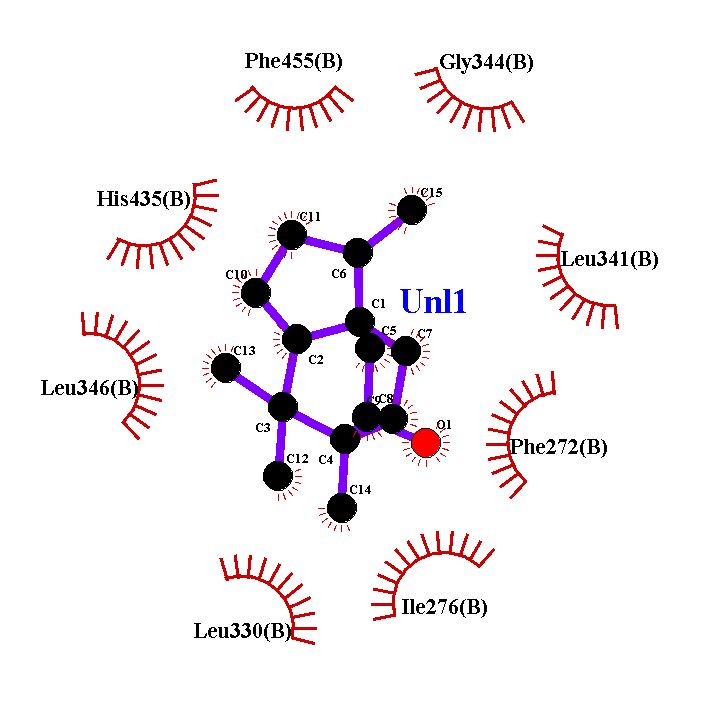 Phe455(B)
Gly344(B)
C15
His435(B)
C11
Leu341(B)
C6
C10
Unl1
C1
C5
C7
C2
C13
Leu346(B)
C9
C8
O1
C3
Phe272(B)
C12
C4
C14
Ile276(B)
Leu330(B)